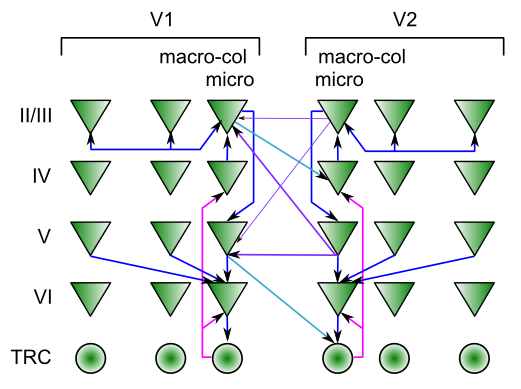 V1 V2
macro-col macro-col
micro micro
II/III
IV
V
VI
TRC